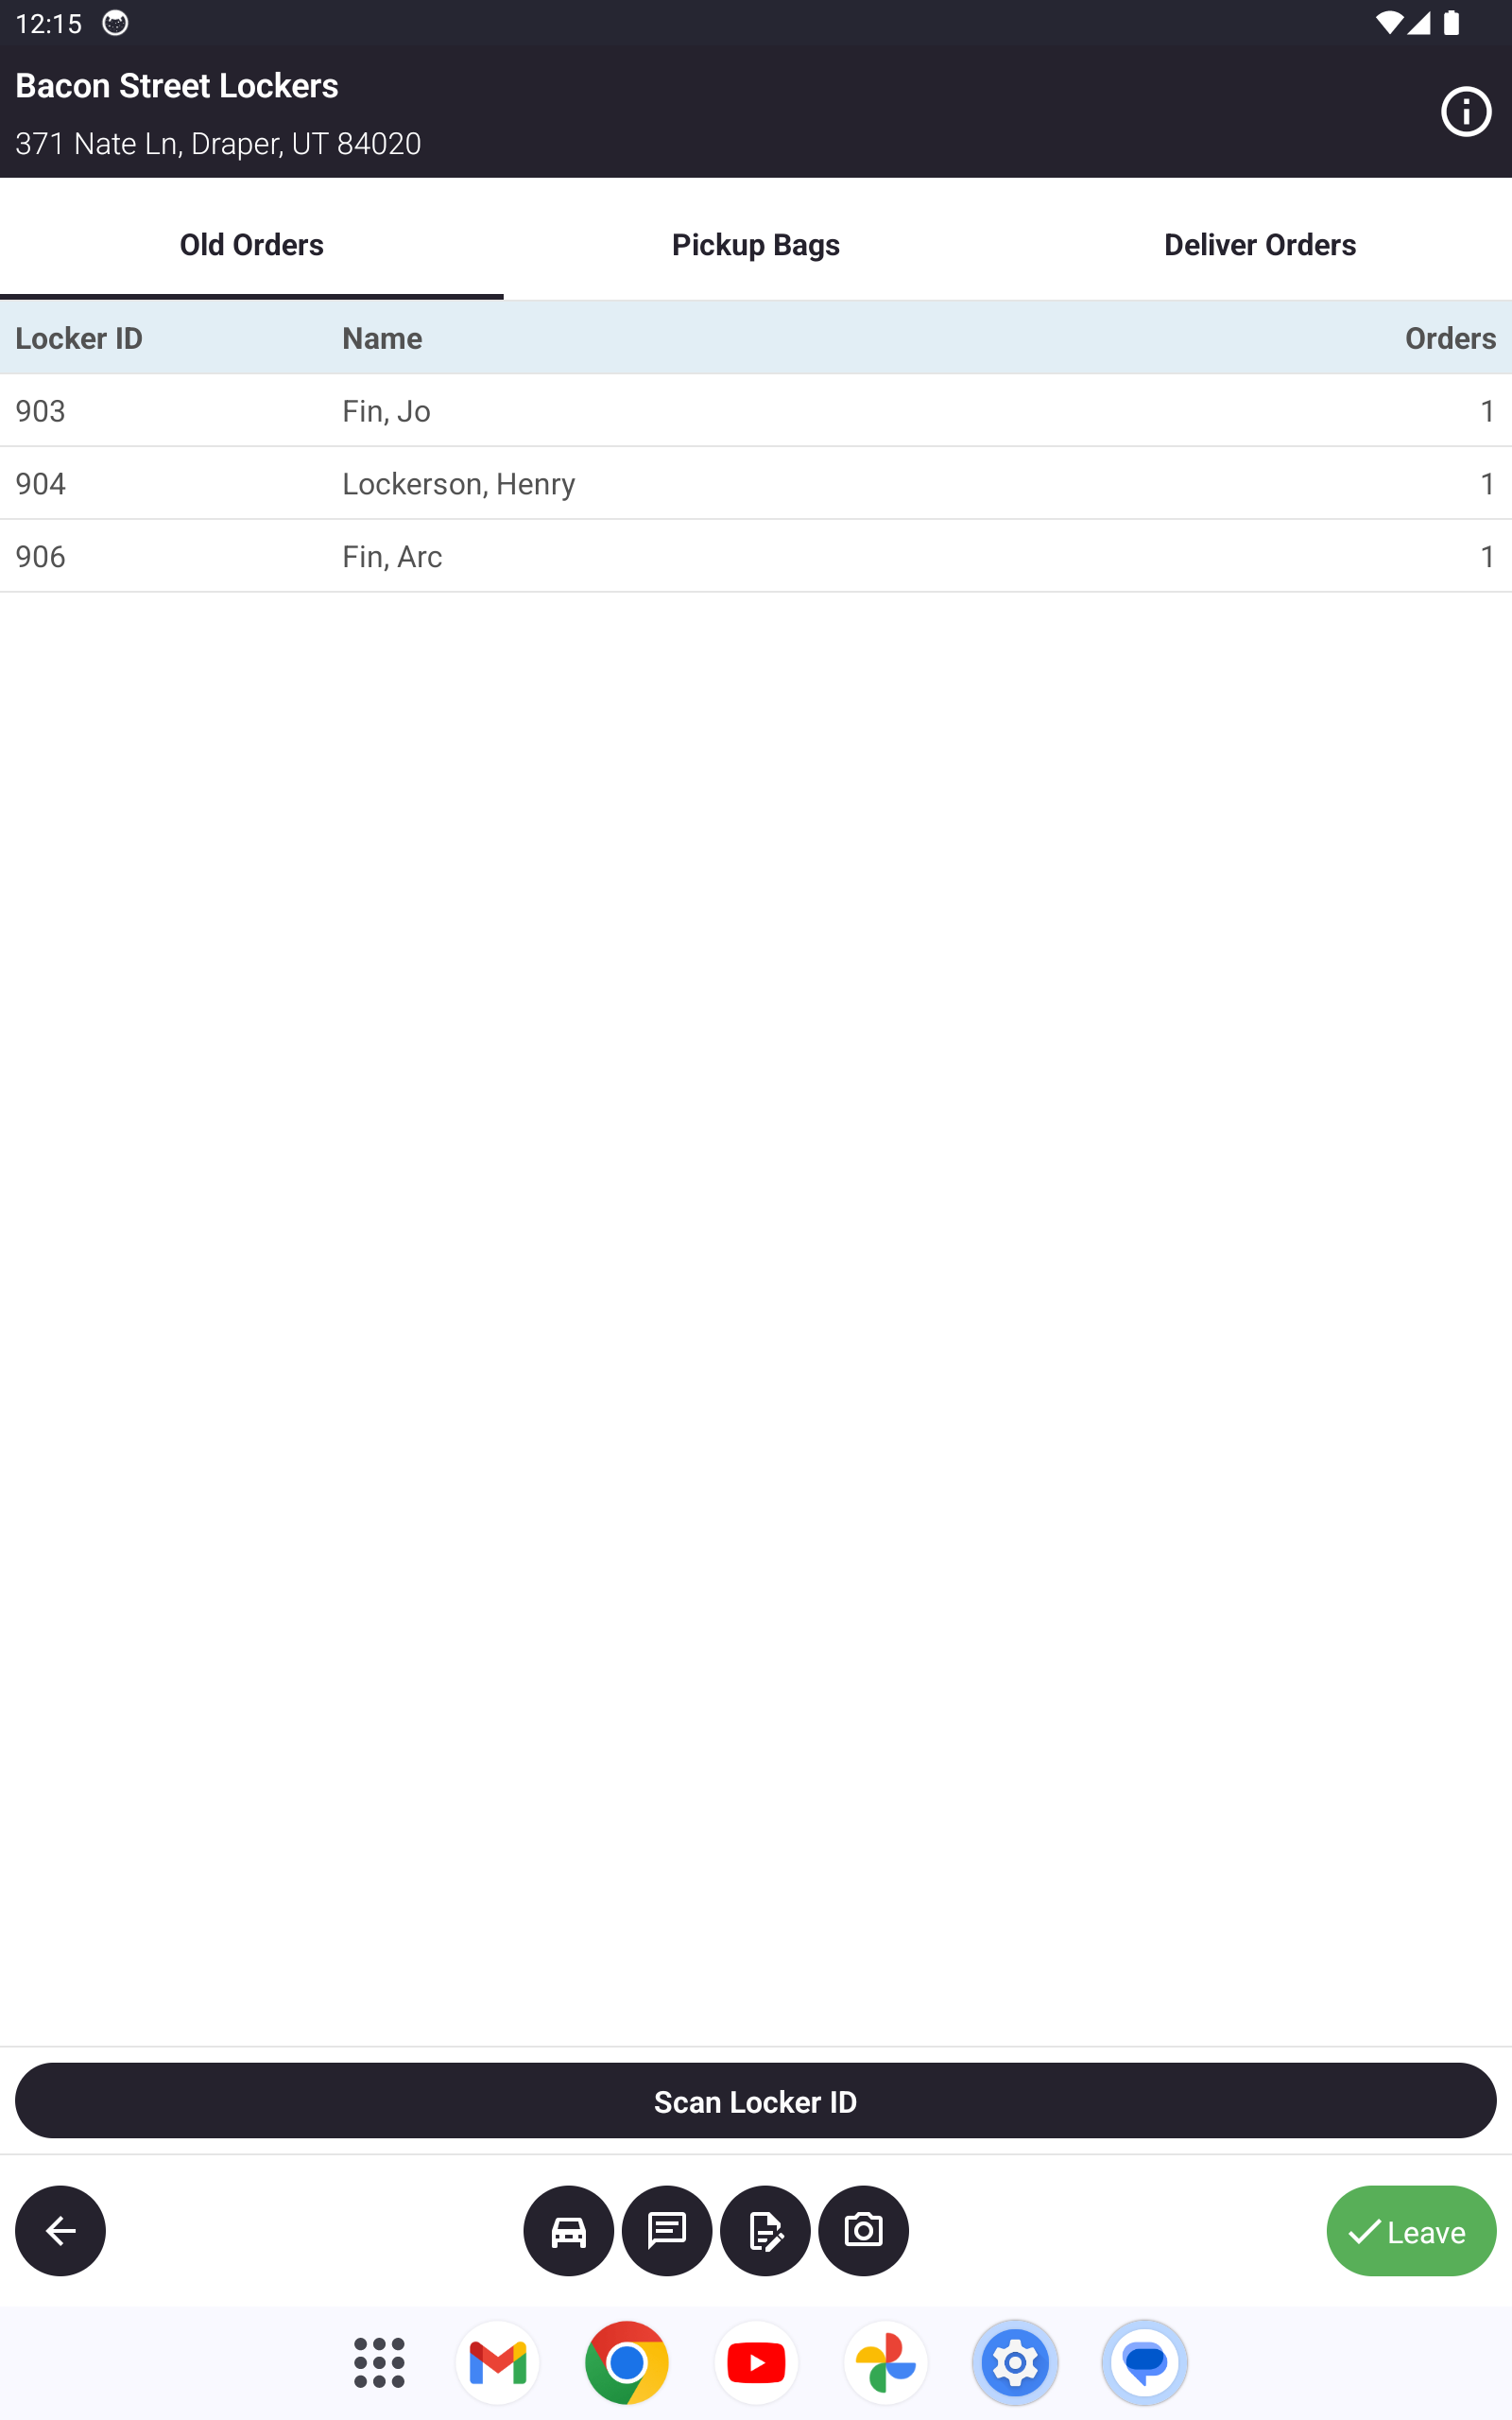 12:15
Bacon Street Lockers
371 Nate Ln, Draper, UT 84020
Old Orders Pickup Bags Deliver Orders
Locker ID Name Orders
903 Fin, Jo 1
904 Lockerson, Henry 1
906 Fin, Arc 1
Scan Locker ID
Leave